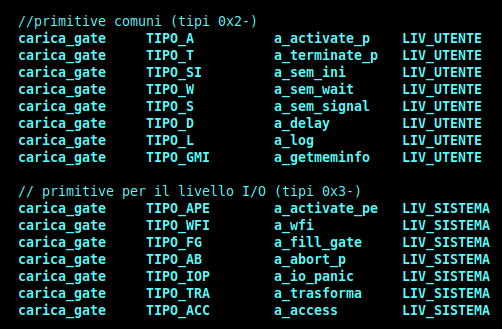 //primitive comuni (tipi 0x2-)
carica_gate TIPO_A a_activate_p LIV_UTENTE
carica_gate TIPO_T a_terminate_p LIV_UTENTE
carica_gate TIPO_SI a_sem_ini LIV_UTENTE
carica_gate TIPO_W a_sem_wait LIV_UTENTE
carica_gate TIPO_S a_sem_signal LIV_UTENTE
carica_gate TIPO_D a_delay LIV_UTENTE
carica_gate TIPO_L a_log LIV_UTENTE
carica_gate TIPO_GMI a_getmeminfo LIV_UTENTE
// primitive per il livello I/O (tipi 0x3-)
carica_gate TIPO_APE a_activate_pe LIV_SISTEMA
carica_gate TIPO_WFI a_wfi LIV_SISTEMA
carica_gate TIPO_FG a_fill_gate LIV_SISTEMA
carica_gate TIPO_AB a_abort_p LIV_SISTEMA
carica_gate TIPO_IOP a_io_panic LIV_SISTEMA
carica_gate TIPO_TRA a_trasforma LIV_SISTEMA
carica_gate TIPO_ACC a_access LIV_SISTEMA